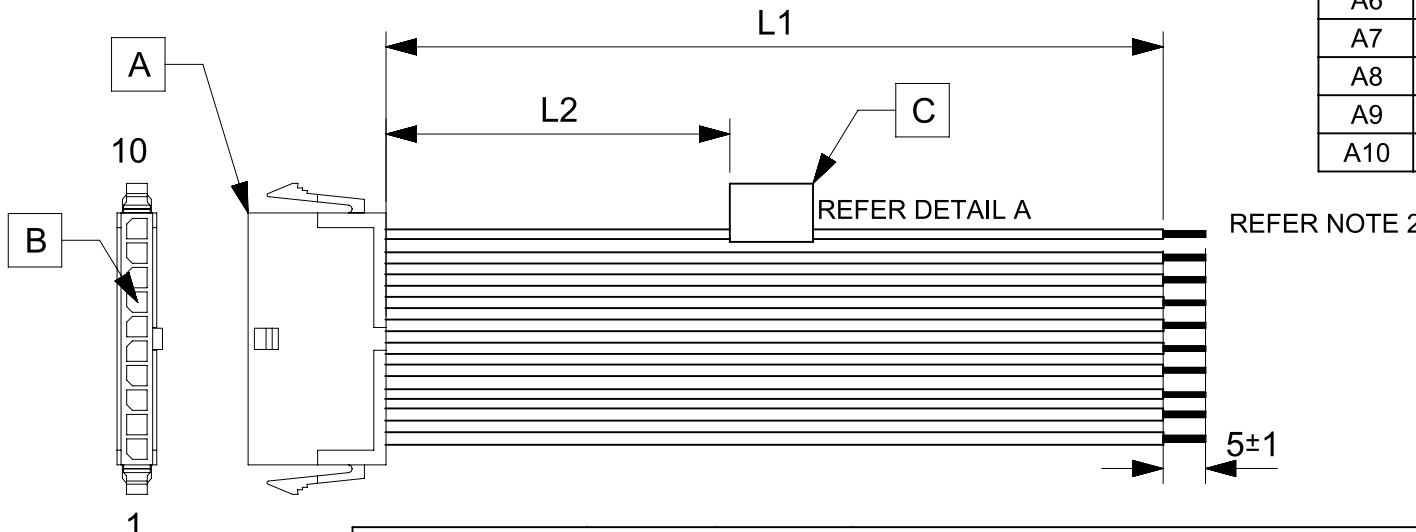 L1
A
L2
C
10
REFER DETAIL A
REFER NOTE 2
B
5±1
1
A6
A7
A8
A9
A10